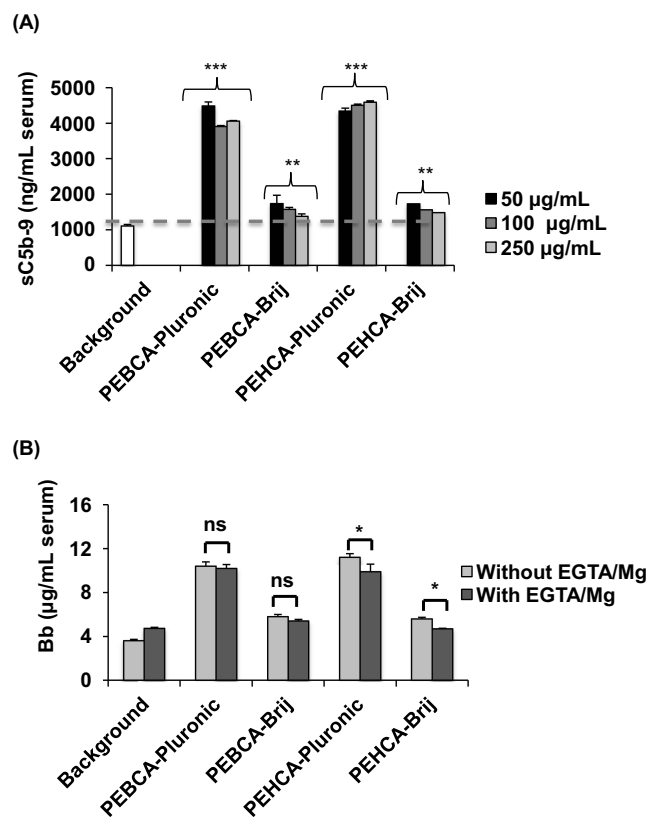 (A)
***
***
**
**
sC5b-9 (ng/mL serum)
5000
4000
3000
2000
1000
0
50 µg/mL
100 µg/mL
250 µg/mL
Background
PEBCA-Pluronic
PEBCA-Brij
PEHCA-Pluronic
PEHCA-Brij
(B)
Bb (µg/mL serum)
16
12
8
4
0
ns
ns
*
*
Without EGTA/Mg
With EGTA/Mg
Background
PEBCA-Pluronic
PEBCA-Brij
PEHCA-Pluronic
PEHCA-Brij